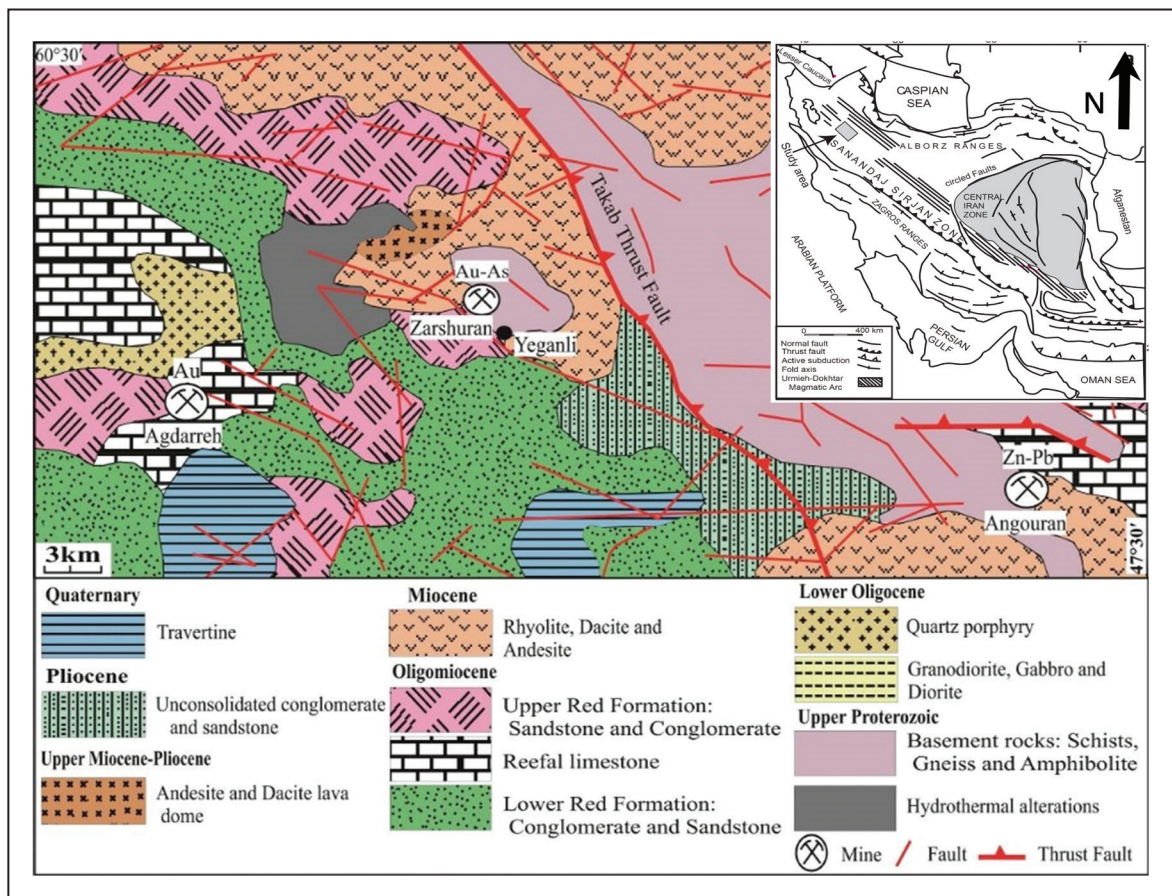 60°30′
Takab Thrust Fault
Au-As
Zarshuran
Yeganli
Au
Agdarreh
Zn-Pb
Angouran
3km
47°30′
Lesser Caucaus
CASPIAN
SEA
N
Study area
ALBORZ RANGES
SANANDAJ SIRJAN ZONE
circled Faults
CENTRAL
IRAN
ZONE
ZAGROS RANGES
Alganestan
ARABIAN PLATFORM
PERSIAN
GULF
OMAN SEA
0 400 km
Normal fault
Thrust fault
Active subduction
Fold axis
Urmieh-Dokhtar
Magmatic Arc
Quaternary
Travertine
Pliocene
Unconsolidated conglomerate
and sandstone
Upper Miocene-Pliocene
Andesite and Dacite lava
dome
Miocene
Rhyolite, Dacite and
Andesite
Oligomiocene
Upper Red Formation:
Sandstone and Conglomerate
Reefal limestone
Lower Red Formation:
Conglomerate and Sandstone
Lower Oligocene
Quartz porphyry
Granodiorite, Gabbro and
Diorite
Upper Proterozoic
Basement rocks: Schists,
Gneiss and Amphibolite
Hydrothermal alterations
Mine
Fault
Thrust Fault